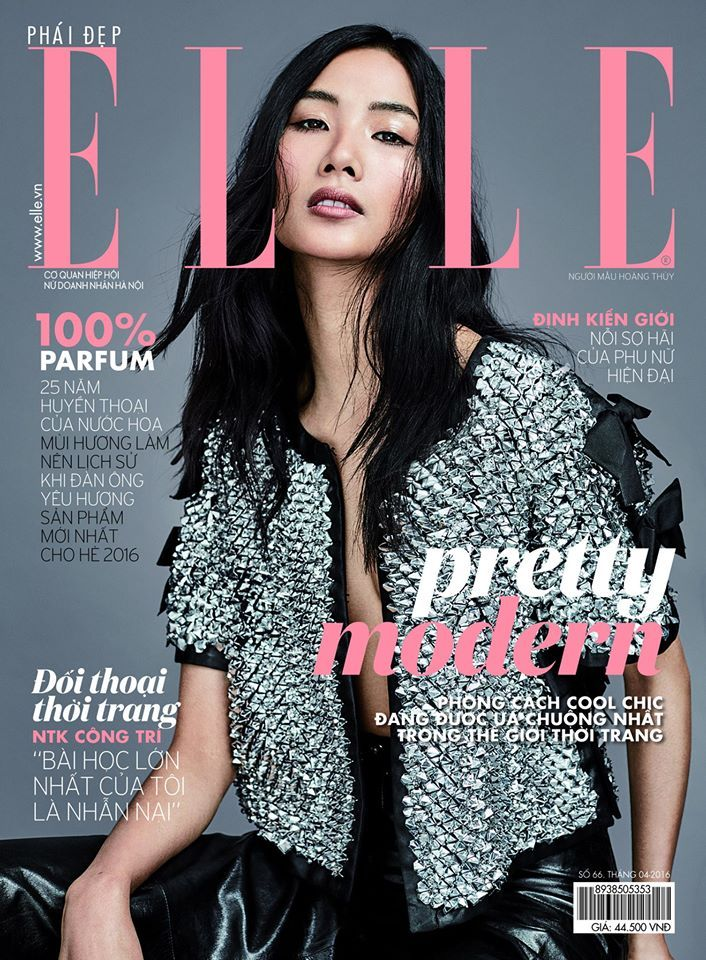 PHÁI ĐẸP
ELLE
www.elle.vn
CƠ QUAN HIỆP HỘI
NỮ DOANH NHÂN HÀ NỘI
NGƯỜI MẪU HOÀNG THÙY
100%
PARFUM
25 NĂM
HUYỀN THOẠI
CỦA NƯỚC HOA
MÙI HƯƠNG LÀM
NÊN LỊCH SỬ
KHI ĐÀN ÔNG
YÊU HƯƠNG
SẢN PHẨM
MỚI NHẤT
CHO HÈ 2016
ĐỊNH KIẾN GIỚI
NỖI SỢ HÃI
CỦA PHỤ NỮ
HIỆN ĐẠI
pretty
modern
PHONG CÁCH COOL CHIC
ĐANG ĐƯỢC ƯA CHUỘNG NHẤT
TRONG THẾ GIỚI THỜI TRANG
Đối thoại
thời trang
NTK CÔNG TRÍ
“BÀI HỌC LỚN
NHẤT CỦA TÔI
LÀ NHẪN NẠI”
SỐ 66. THÁNG 04-2016
8938505353
GIÁ: 44.500 VNĐ